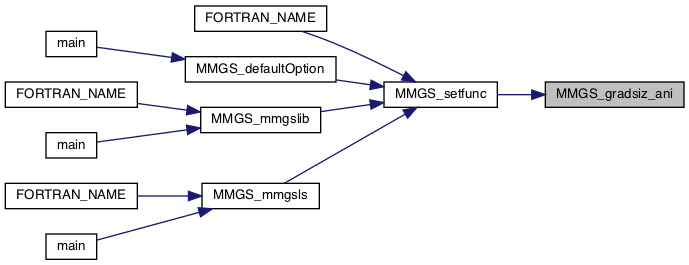 FORTRAN_NAME
main
MMGS_defaultOption
FORTRAN_NAME
MMGS_setfunc
MMGS_gradsiz_ani
MMGS_mmgslib
main
FORTRAN_NAME
MMGS_mmgsls
main